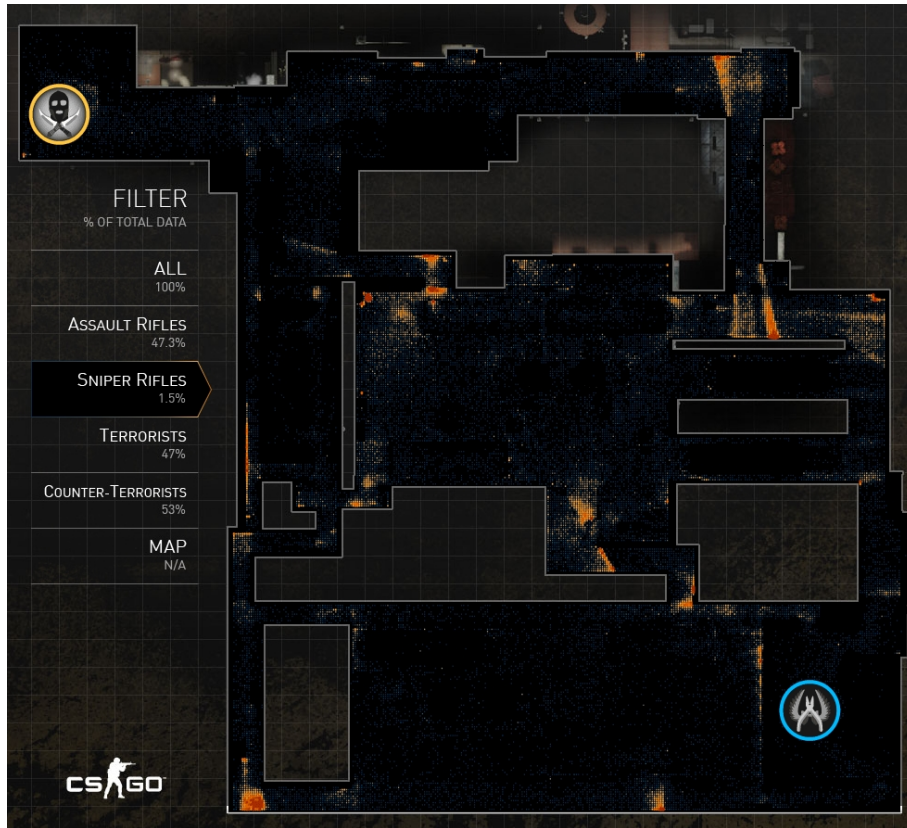 FILTER
% OF TOTAL DATA
ALL
100%
ASSAULT RIFLES
47.3%
SNIPER RIFLES
1.5%
TERRORISTS
47%
COUNTER-TERRORISTS
53%
MAP
N/A
CS GO